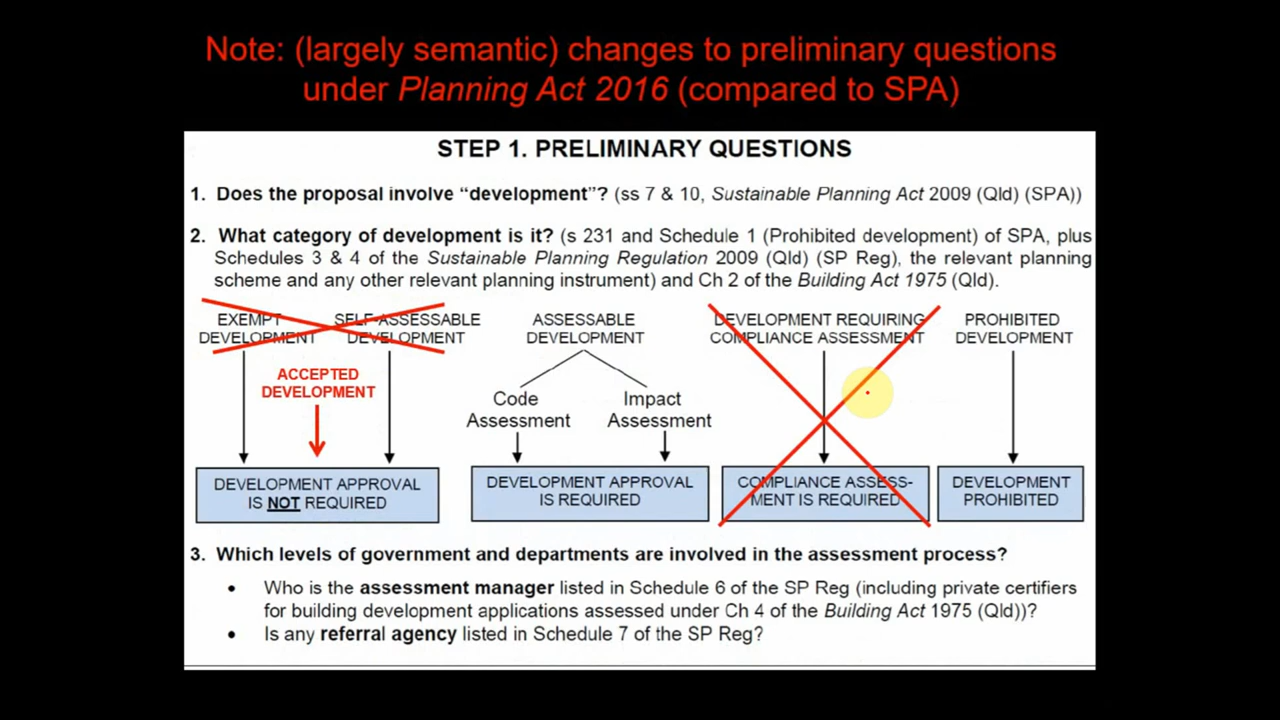 Note: (largely semantic) changes to preliminary questions
under Planning Act 2016 (compared to SPA)
STEP 1. PRELIMINARY QUESTIONS
1. Does the proposal involve “development”? (ss 7 & 10, Sustainable Planning Act 2009 (Qld) (SPA))
2. What category of development is it? (s 231 and Schedule 1 (Prohibited development) of SPA, plus
Schedules 3 & 4 of the Sustainable Planning Regulation 2009 (Qld) (SP Reg), the relevant planning
scheme and any other relevant planning instrument) and Ch 2 of the Building Act 1975 (Qld).
EXEMPT
DEVELOPMENT
SELF-ASSESSABLE
DEVELOPMENT
ASSESSABLE
DEVELOPMENT
DEVELOPMENT REQUIRING
COMPLIANCE ASSESSMENT
PROHIBITED
DEVELOPMENT
ACCEPTED
DEVELOPMENT
Code
Assessment
Impact
Assessment
DEVELOPMENT APPROVAL
IS NOT REQUIRED
DEVELOPMENT APPROVAL
IS REQUIRED
COMPLIANCE ASSESS-
MENT IS REQUIRED
DEVELOPMENT
PROHIBITED
3. Which levels of government and departments are involved in the assessment process?
• Who is the assessment manager listed in Schedule 6 of the SP Reg (including private certifiers
for building development applications assessed under Ch 4 of the Building Act 1975 (Qld))?
• Is any referral agency listed in Schedule 7 of the SP Reg?